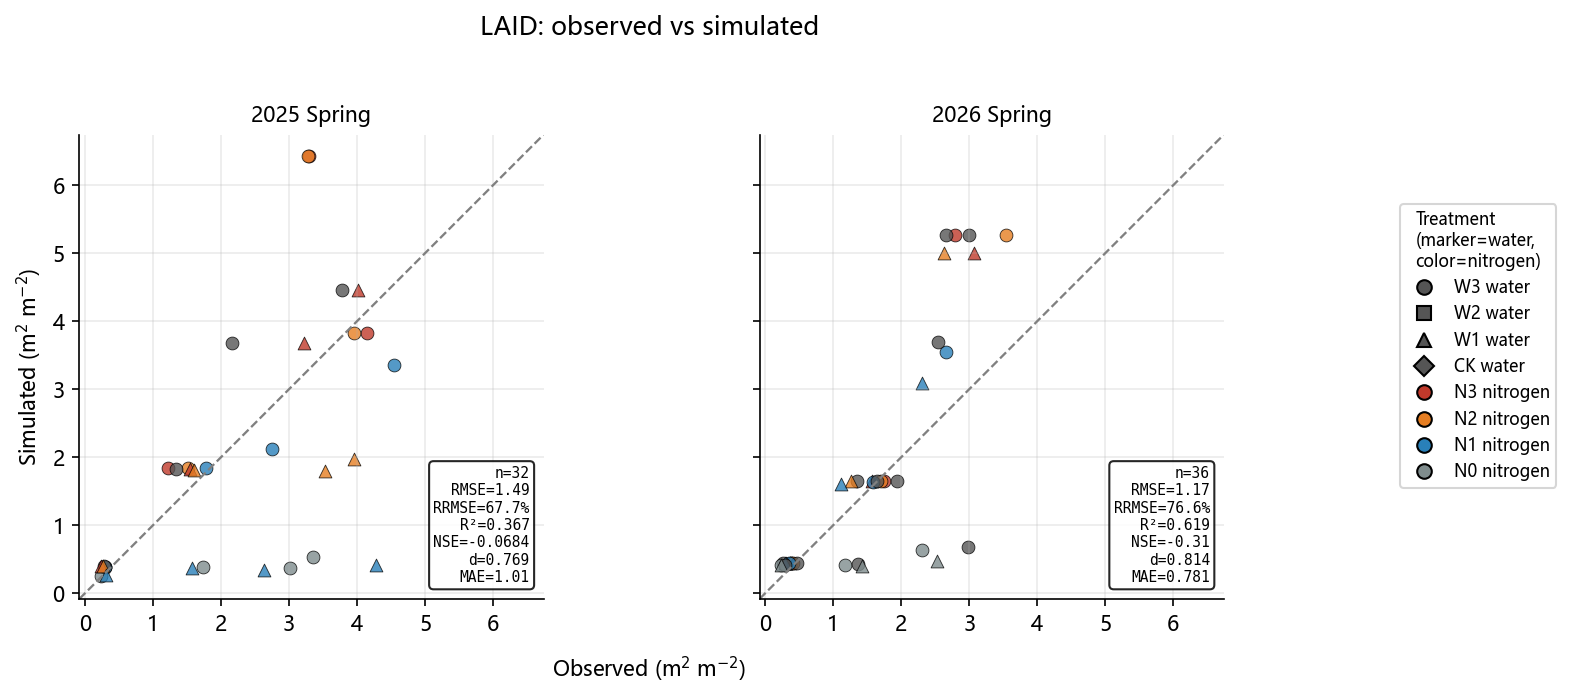 LAID: observed vs simulated
2025 Spring
Simulated (m² m⁻²)
6
5
4
3
2
1
0
0 1 2 3 4 5 6
n=32
RMSE=1.49
RRMSE=67.7%
R²=0.367
NSE=-0.0684
d=0.769
MAE=1.01
2026 Spring
0 1 2 3 4 5 6
n=36
RMSE=1.17
RRMSE=76.6%
R²=0.619
NSE=-0.31
d=0.814
MAE=0.781
Observed (m² m⁻²)
Treatment
(marker=water,
color=nitrogen)
W3 water
W2 water
W1 water
CK water
N3 nitrogen
N2 nitrogen
N1 nitrogen
N0 nitrogen